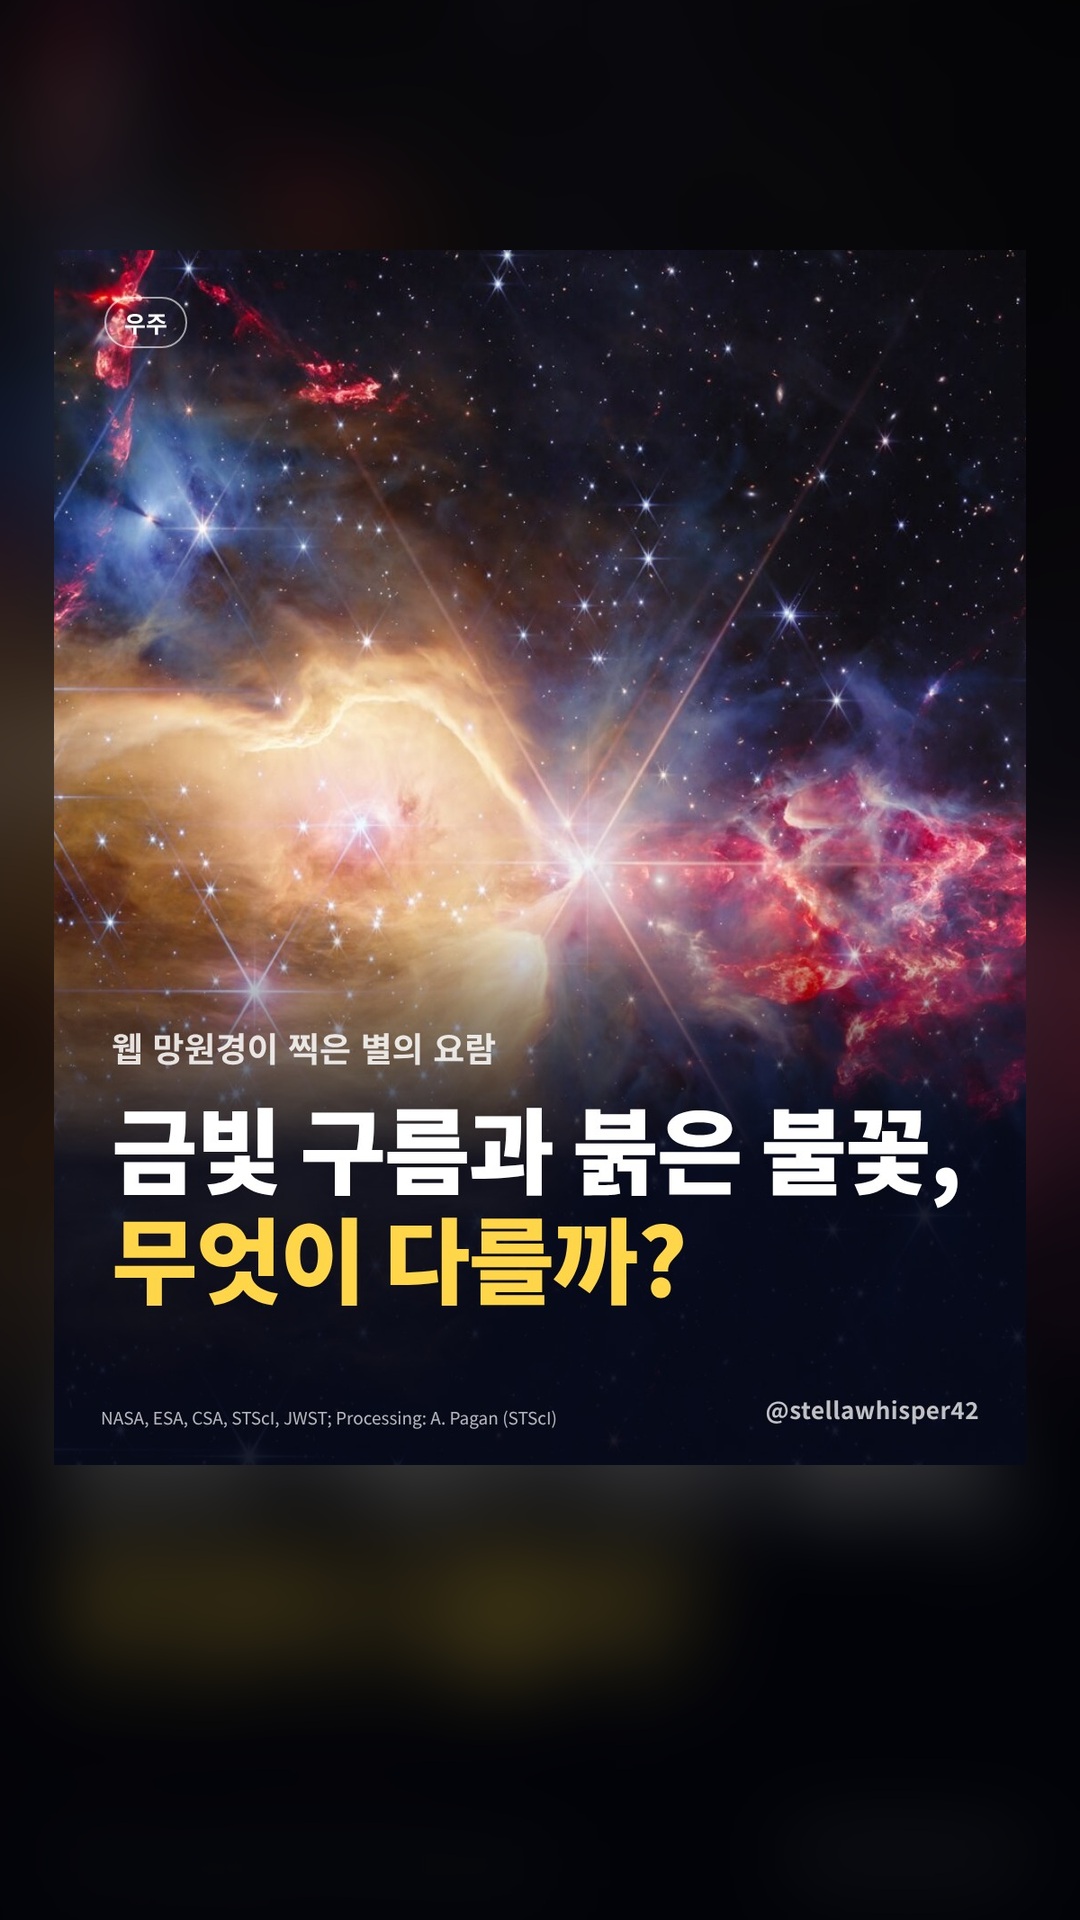 우주
웹 망원경이 찍은 별의 요람
금빛 구름과 붉은 불꽃,
무엇이 다를까?
NASA, ESA, CSA, STScI, JWST; Processing: A. Pagan (STScI)
@stellawhisper42